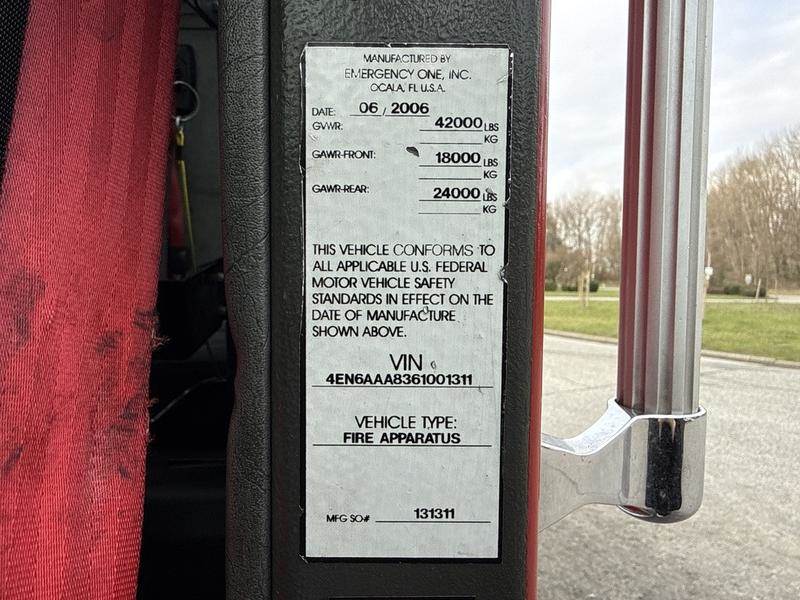 MANUFACTURED BY
EMERGENCY ONE, INC.
OCALA, FL U.S.A.
DATE: 06 / 2006
GVWR: 42000 LBS
KG
GAWR-FRONT: 18000 LBS
KG
GAWR-REAR: 24000 LBS
KG
THIS VEHICLE CONFORMS TO
ALL APPLICABLE U.S. FEDERAL
MOTOR VEHICLE SAFETY
STANDARDS IN EFFECT ON THE
DATE OF MANUFACTURE
SHOWN ABOVE.
VIN
4EN6AAA8361001311
VEHICLE TYPE:
FIRE APPARATUS
MFG SO# 131311